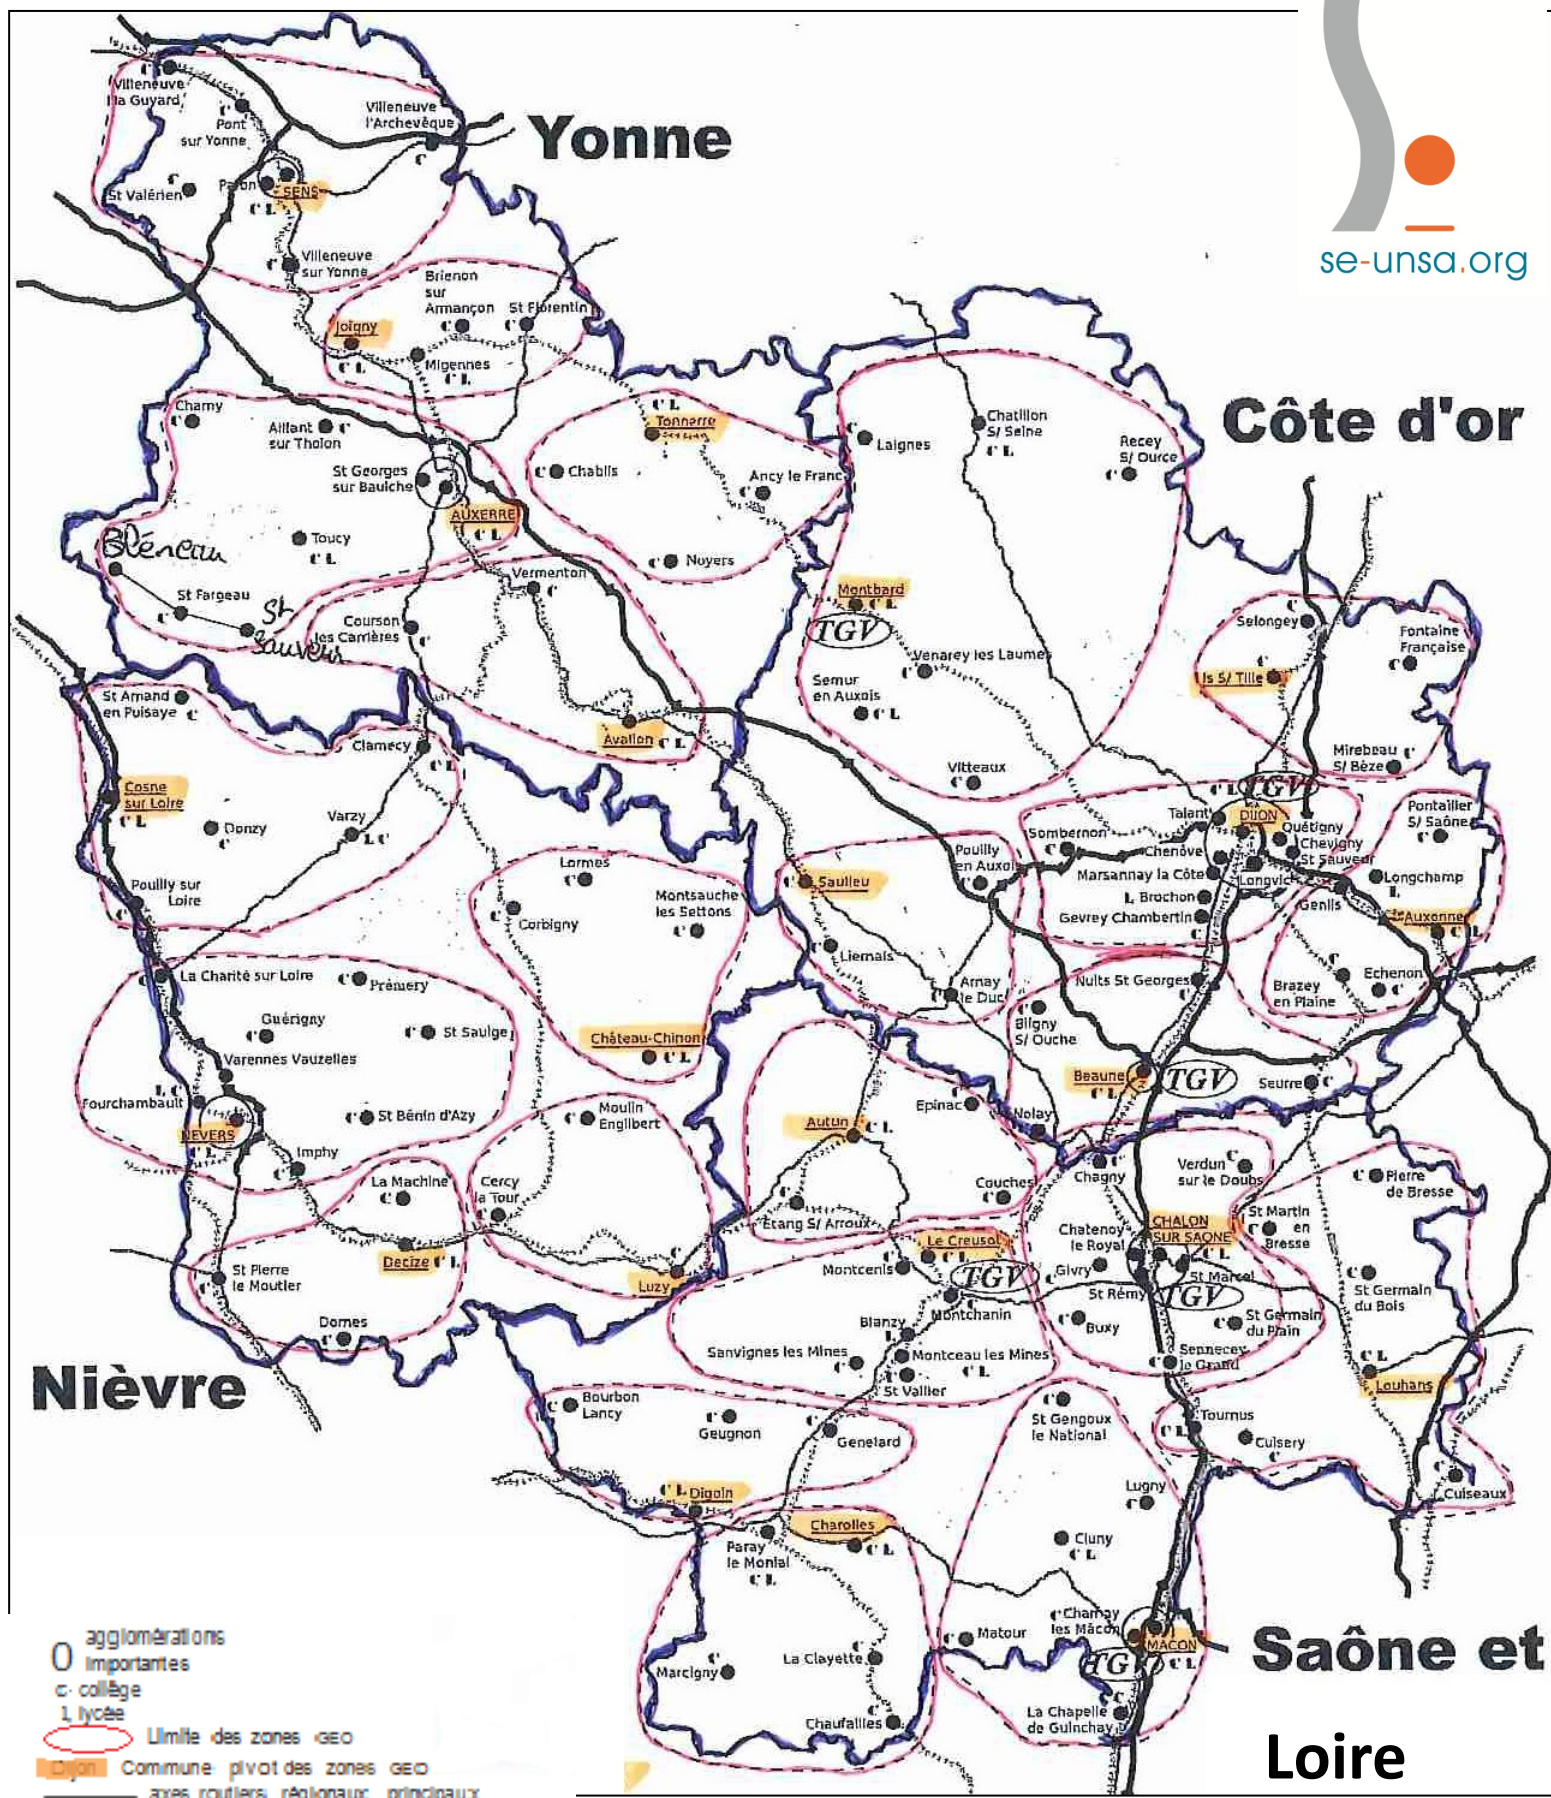 Yonne
Côte d'or
Nièvre
Saône et
Loire
se-unsa.org
Villeneuve
la Guyard
C
Pont
sur Yonne
C
Villeneuve
l'Archevêque
C
St Valérien
C
Paron
SENS
C L
Villeneuve
sur Yonne
C
Brienon
sur
Armançon
C
St Florentin
C
Joigny
C L
Migennes
C L
Charny
C
Aillant
sur Tholon
C
St Georges
sur Baulche
AUXERRE
C L
Toucy
C L
Bléneau
St Fargeau
C
St
Sauveur
C L
Tonnerre
Chablis
C
Ancy le Franc
C
Noyers
C
Vermenton
C
Courson
les Carrières
C
Avallon C L
Laignes
C
Chatillon
S/ Seine
C L
Recey
S/ Ource
C
Montbard
C L
TGV
Venarey les Laumes
C
Semur
en Auxois
C L
Vitteaux
C
Selongey
C
Fontaine
Française
C
Is S/ Tille
C
Mirebeau
S/ Bèze
C
C L
TGV
DIJON
Talant
Quétigny
Chevigny
St Sauveur
Chenôve
Marsannay la Côte
Longvic
L Brochon
Gevrey Chambertin
C
Sombernon
C
Genlis
Pontailler
S/ Saône
C
Longchamp
L
Auxonne
C L
Brazey
en Plaine
C
Echenon
C
Pouilly
en Auxois
C
Saulieu
C
Liernais
C
Arnay
le Duc
C
Nuits St Georges
C
Bligny
S/ Ouche
C
Beaune
C L
TGV
Seurre C
Nolay
St Amand
en Puisaye C
Clamecy
C L
Cosne
sur Loire
C L
Donzy
C
Varzy
L C
Pouilly sur
Loire
C
Lormes
C
Corbigny
C
Montsauche
les Settons
C
Château-Chinon
C L
La Charité sur Loire
C
Prémery
C
Guérigny
C
St Saulge
C
Varennes Vauzelles
L C
Fourchambault
NEVERS
C L
St Bénin d'Azy
C
Imphy
C
La Machine
C
Decize C L
St Pierre
le Moutier
C
Dornes
C
Moulin
Engilbert
C
Cercy
la Tour
C
Luzy
C
Epinac
C
Autun C L
Couches
C
Etang S/ Arroux
C
Le Creusot
C L
Montcenis
C
TGV
Montchanin
Blanzy
L
Sanvignes les Mines
C
Montceau les Mines
C L
St Vallier
C
Chagny
C
Verdun
sur le Doubs
C
Chatenoy
le Royal
CHALON
SUR SAONE
C L
Givry
C
St Marcel
St Rémy
TGV
Buxy
C
St Germain
du Plain
C
Sennecey
le Grand
C
St Martin
en
Bresse
C
Pierre
de Bresse
C
St Germain
du Bois
C
C L
Louhans
Tournus
C L
Cuisery
C
Cuiseaux
C
Bourbon
Lancy
C
Geugnon
C
Genelard
C
C L Digoin
Paray
le Monial
C L
Charolles
C L
Marcigny
C
La Clayette
C
Chaufailles
C
St Gengoux
le National
C
Lugny
C
Cluny
C L
Matour
C
Charnay
les Mâcon
C
MACON
C L
TGV
La Chapelle
de Guinchay
C
agglomérations
importantes
c collège
1, lycée
Limite des zones GEO
Dijon Commune pivot des zones GEO
axes routiers régionaux principaux